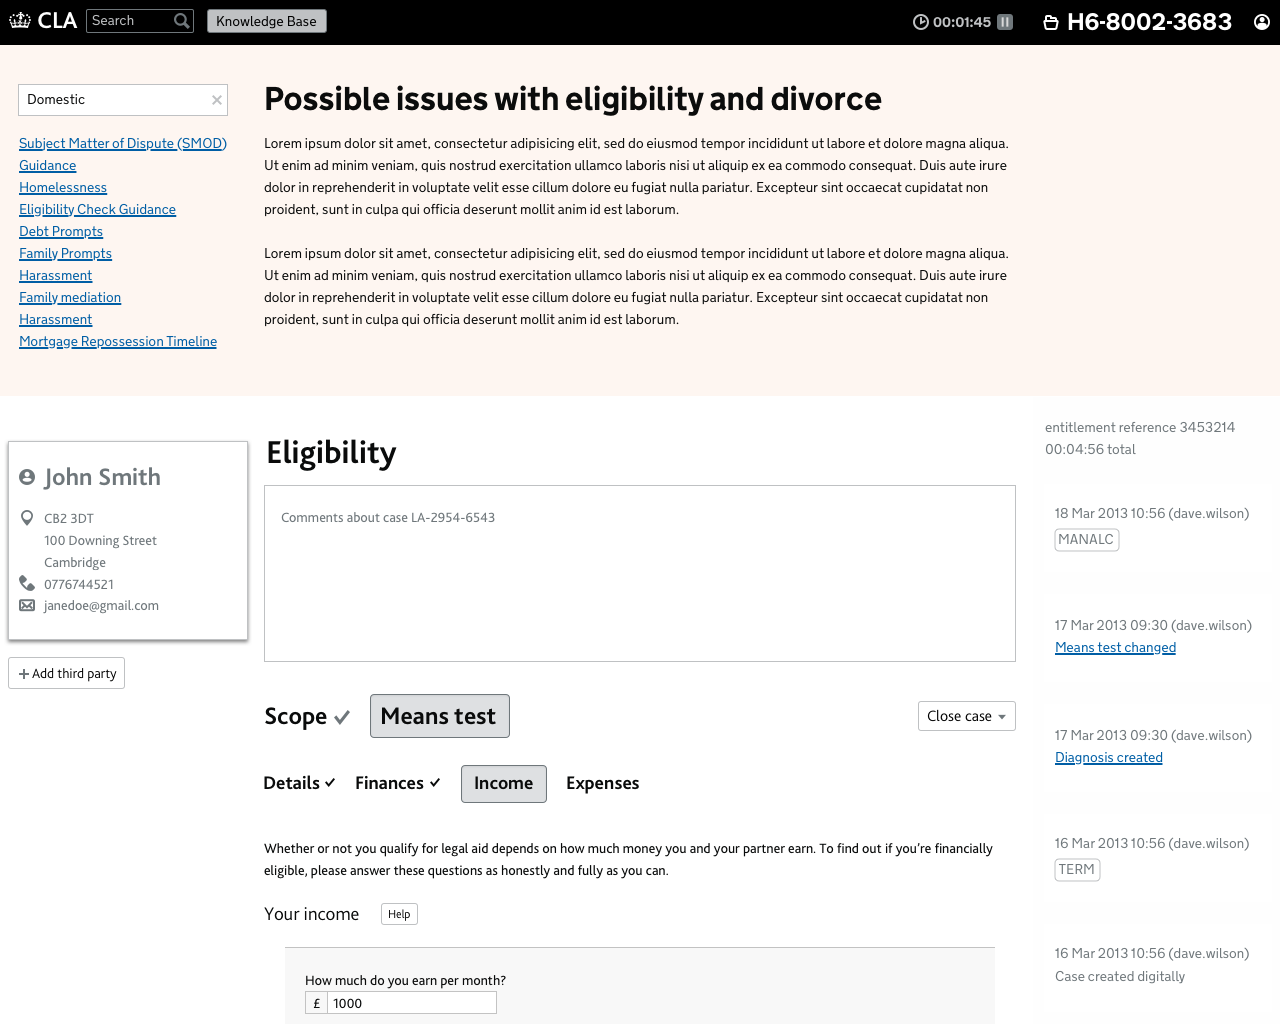 CLA
Search
Knowledge Base
00:01:45
H6-8002-3683
Domestic
Subject Matter of Dispute (SMOD)
Guidance
Homelessness
Eligibility Check Guidance
Debt Prompts
Family Prompts
Harassment
Family mediation
Harassment
Mortgage Repossession Timeline
Possible issues with eligibility and divorce
Lorem ipsum dolor sit amet, consectetur adipisicing elit, sed do eiusmod tempor incididunt ut labore et dolore magna aliqua.
Ut enim ad minim veniam, quis nostrud exercitation ullamco laboris nisi ut aliquip ex ea commodo consequat. Duis aute irure
dolor in reprehenderit in voluptate velit esse cillum dolore eu fugiat nulla pariatur. Excepteur sint occaecat cupidatat non
proident, sunt in culpa qui officia deserunt mollit anim id est laborum.
Lorem ipsum dolor sit amet, consectetur adipisicing elit, sed do eiusmod tempor incididunt ut labore et dolore magna aliqua.
Ut enim ad minim veniam, quis nostrud exercitation ullamco laboris nisi ut aliquip ex ea commodo consequat. Duis aute irure
dolor in reprehenderit in voluptate velit esse cillum dolore eu fugiat nulla pariatur. Excepteur sint occaecat cupidatat non
proident, sunt in culpa qui officia deserunt mollit anim id est laborum.
John Smith
CB2 3DT
100 Downing Street
Cambridge
0776744521
janedoe@gmail.com
Add third party
Eligibility
Comments about case LA-2954-6543
Scope
Means test
Close case
Details
Finances
Income
Expenses
Whether or not you qualify for legal aid depends on how much money you and your partner earn. To find out if you're financially
eligible, please answer these questions as honestly and fully as you can.
Your income
Help
How much do you earn per month?
£ 1000
entitlement reference 3453214
00:04:56 total
18 Mar 2013 10:56 (dave.wilson)
MANALC
17 Mar 2013 09:30 (dave.wilson)
Means test changed
17 Mar 2013 09:30 (dave.wilson)
Diagnosis created
16 Mar 2013 10:56 (dave.wilson)
TERM
16 Mar 2013 10:56 (dave.wilson)
Case created digitally